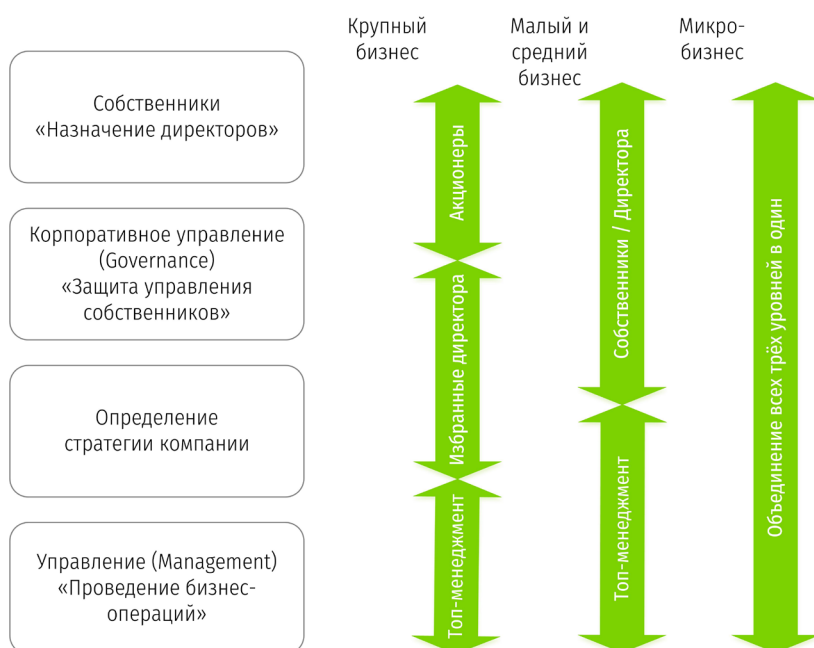 Крупный
бизнес
Малый и
средний
бизнес
Микро-
бизнес
Собственники
«Назначение директоров»
Корпоративное управление
(Governance)
«Защита управления
собственников»
Определение
стратегии компании
Управление (Management)
«Проведение бизнес-
операций»
Акционеры
Избранные директора
Топ-менеджмент
Собственники / Директора
Топ-менеджмент
Объединение всех трёх уровней в один